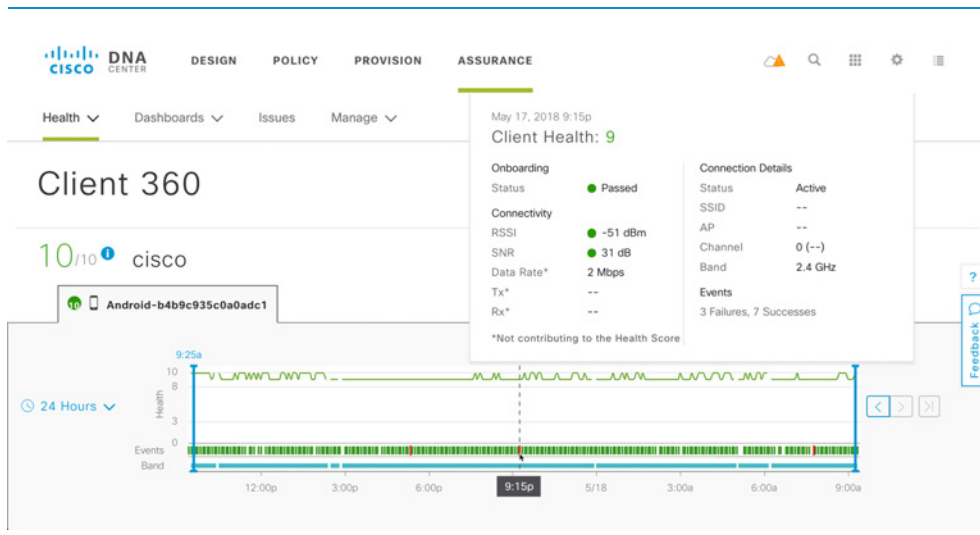 CISCO DNA CENTER
DESIGN POLICY PROVISION ASSURANCE
Health Dashboards Issues Manage
May 17, 2018 9:15p
Client Health: 9
Onboarding
Status Passed
Connectivity
RSSI -51 dBm
SNR 31 dB
Data Rate* 2 Mbps
Tx* --
Rx* --
*Not contributing to the Health Score
Connection Details
Status Active
SSID --
AP --
Channel 0 (--)
Band 2.4 GHz
Events
3 Failures, 7 Successes
Client 360
10/10 i cisco
10 Android-b4b9c935c0a0adc1
?
Feedback
9:25a
24 Hours
Health
10
8
3
0
Events
Band
12:00p 3:00p 6:00p 9:15p 5/18 3:00a 6:00a 9:00a